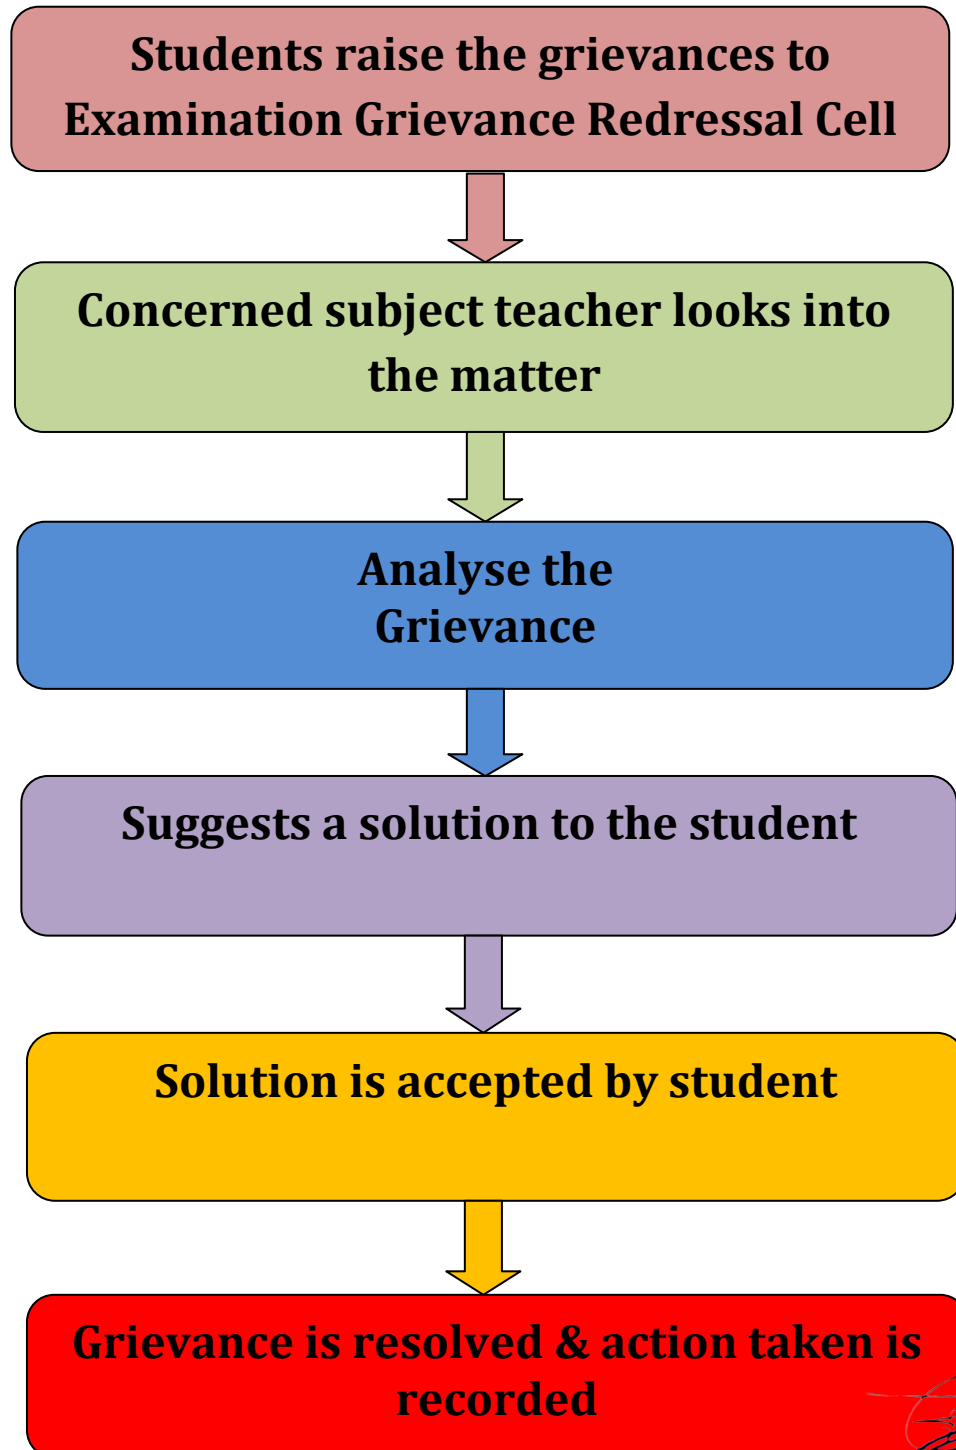 Students raise the grievances to
Examination Grievance Redressal Cell
Concerned subject teacher looks into
the matter
Analyse the
Grievance
Suggests a solution to the student
Solution is accepted by student
Grievance is resolved & action taken is
recorded